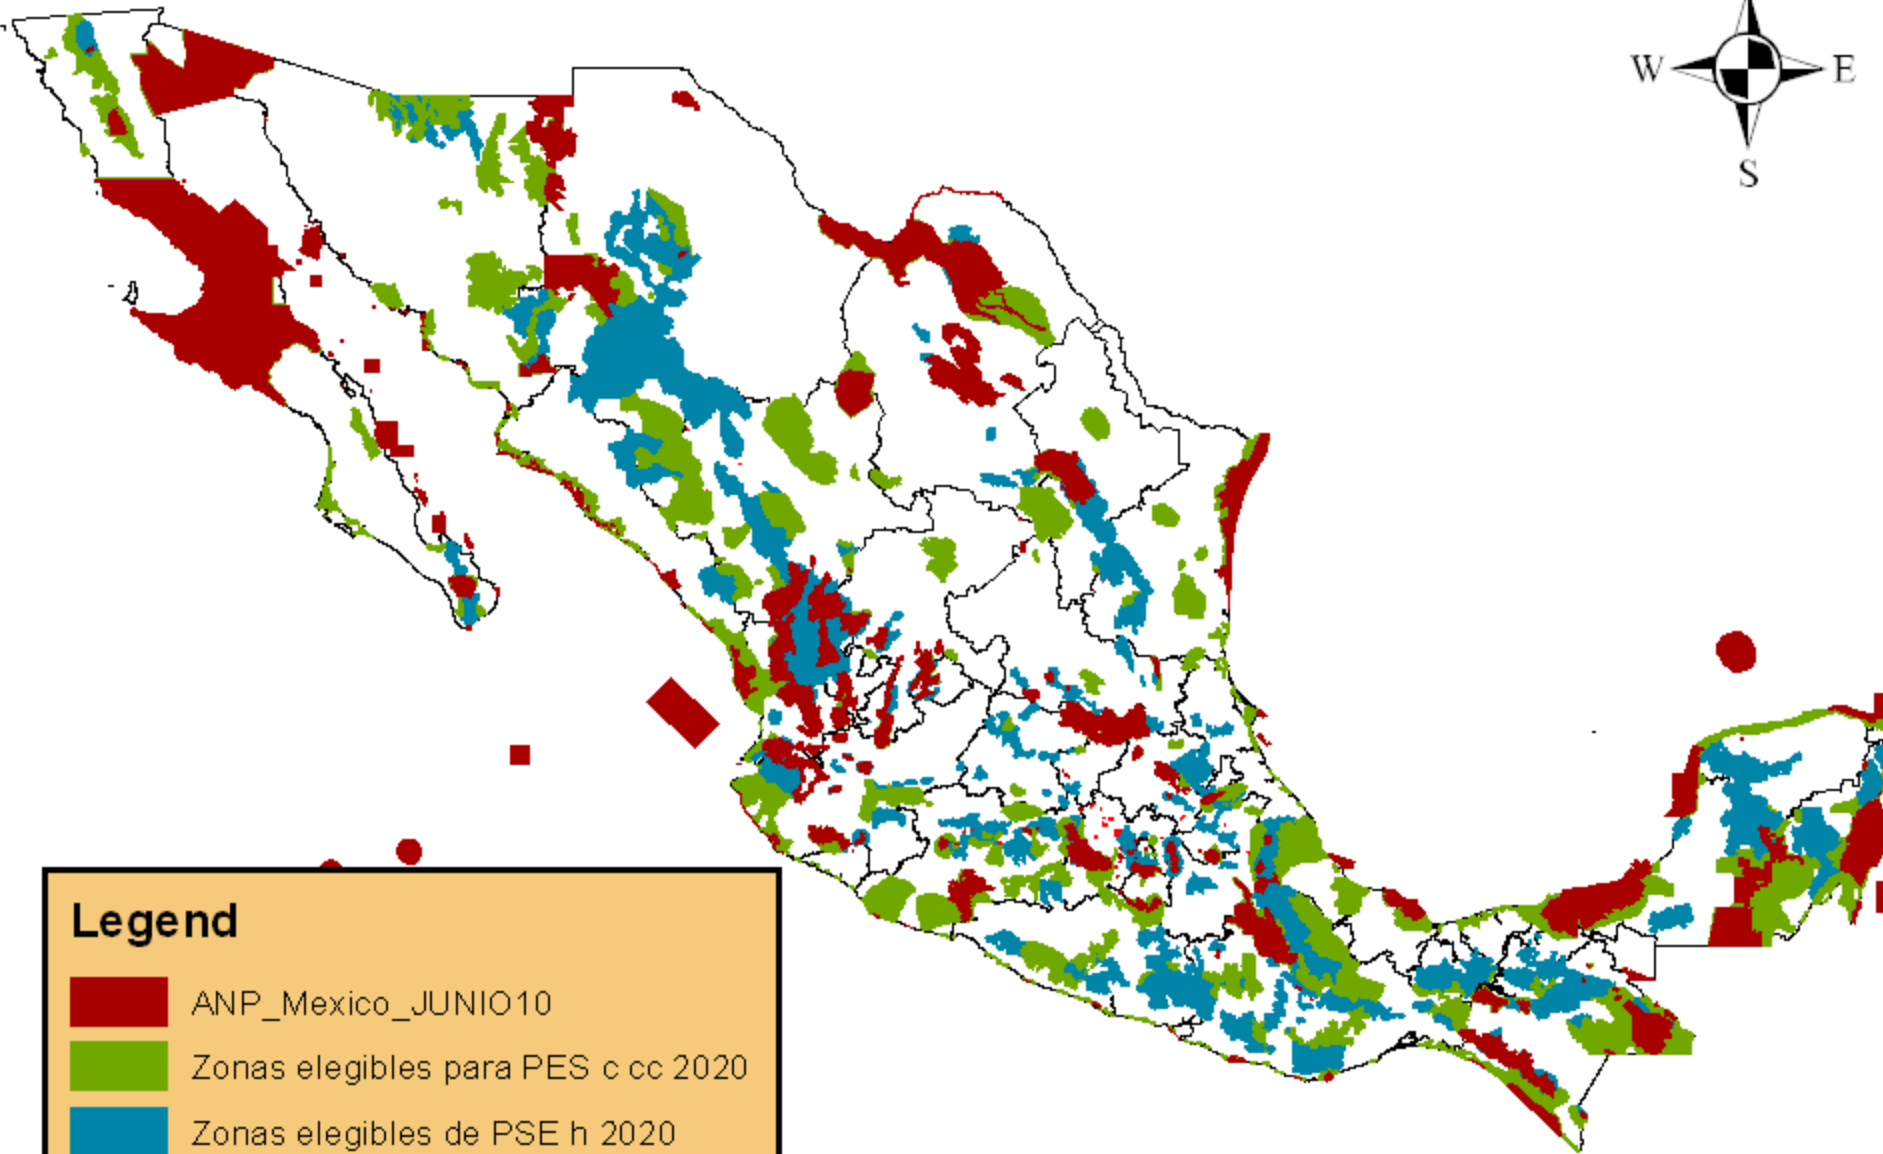 W
E
S
Legend
ANP_Mexico_JUNIO10
Zonas elegibles para PES c cc 2020
Zonas elegibles de PSE h 2020